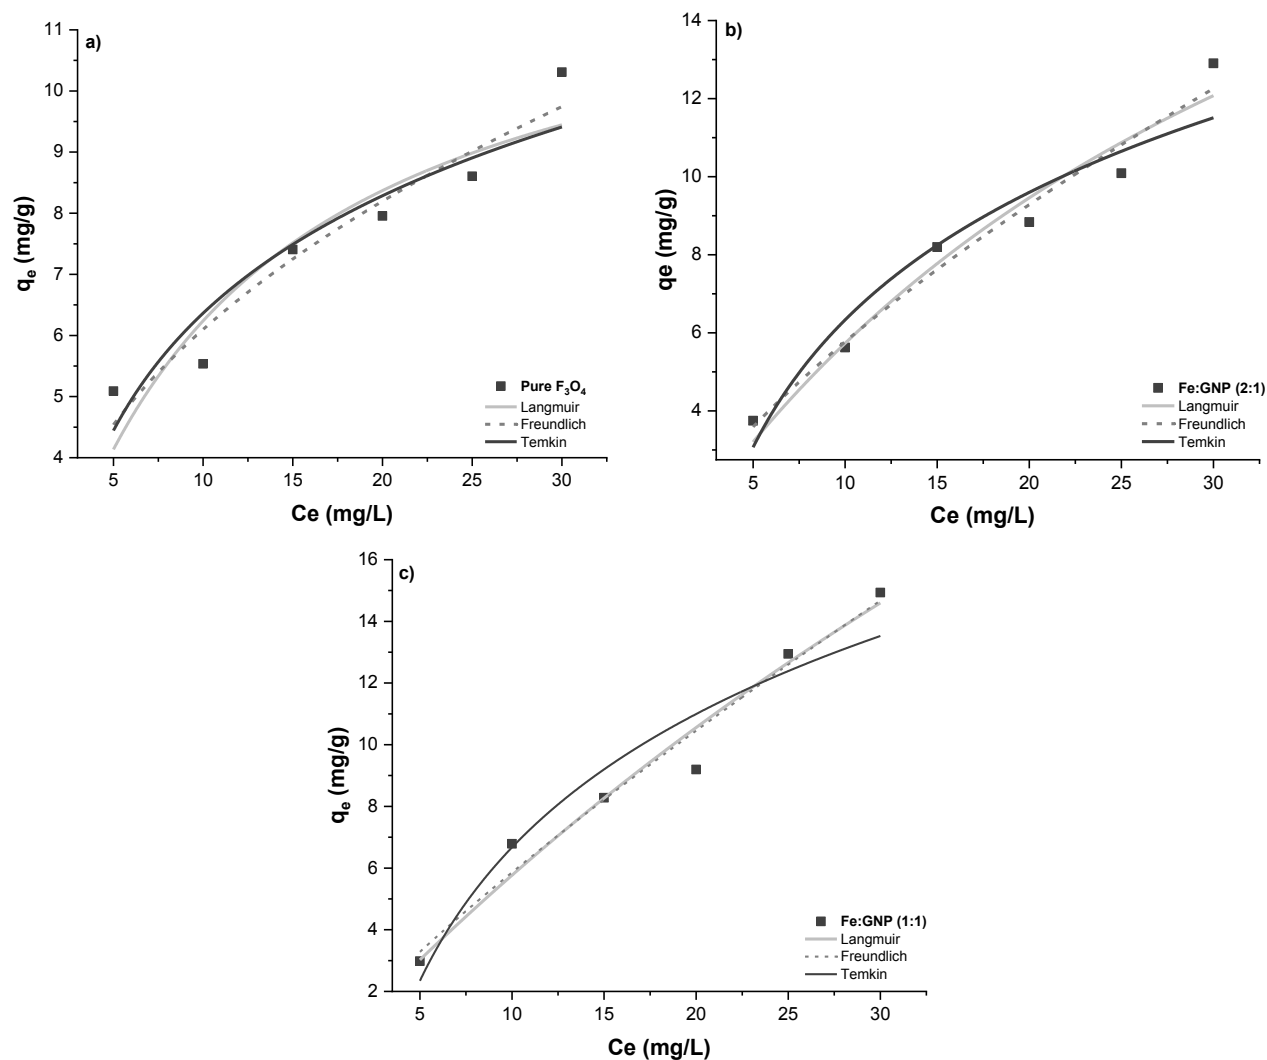 a)
11
10
9
8
7
6
5
4
qₑ (mg/g)
5 10 15 20 25 30
Ce (mg/L)
Pure F₃O₄
Langmuir
Freundlich
Temkin
b)
14
12
10
8
6
4
qe (mg/g)
5 10 15 20 25 30
Ce (mg/L)
Fe:GNP (2:1)
Langmuir
Freundlich
Temkin
c)
16
14
12
10
8
6
4
2
qₑ (mg/g)
5 10 15 20 25 30
Ce (mg/L)
Fe:GNP (1:1)
Langmuir
Freundlich
Temkin